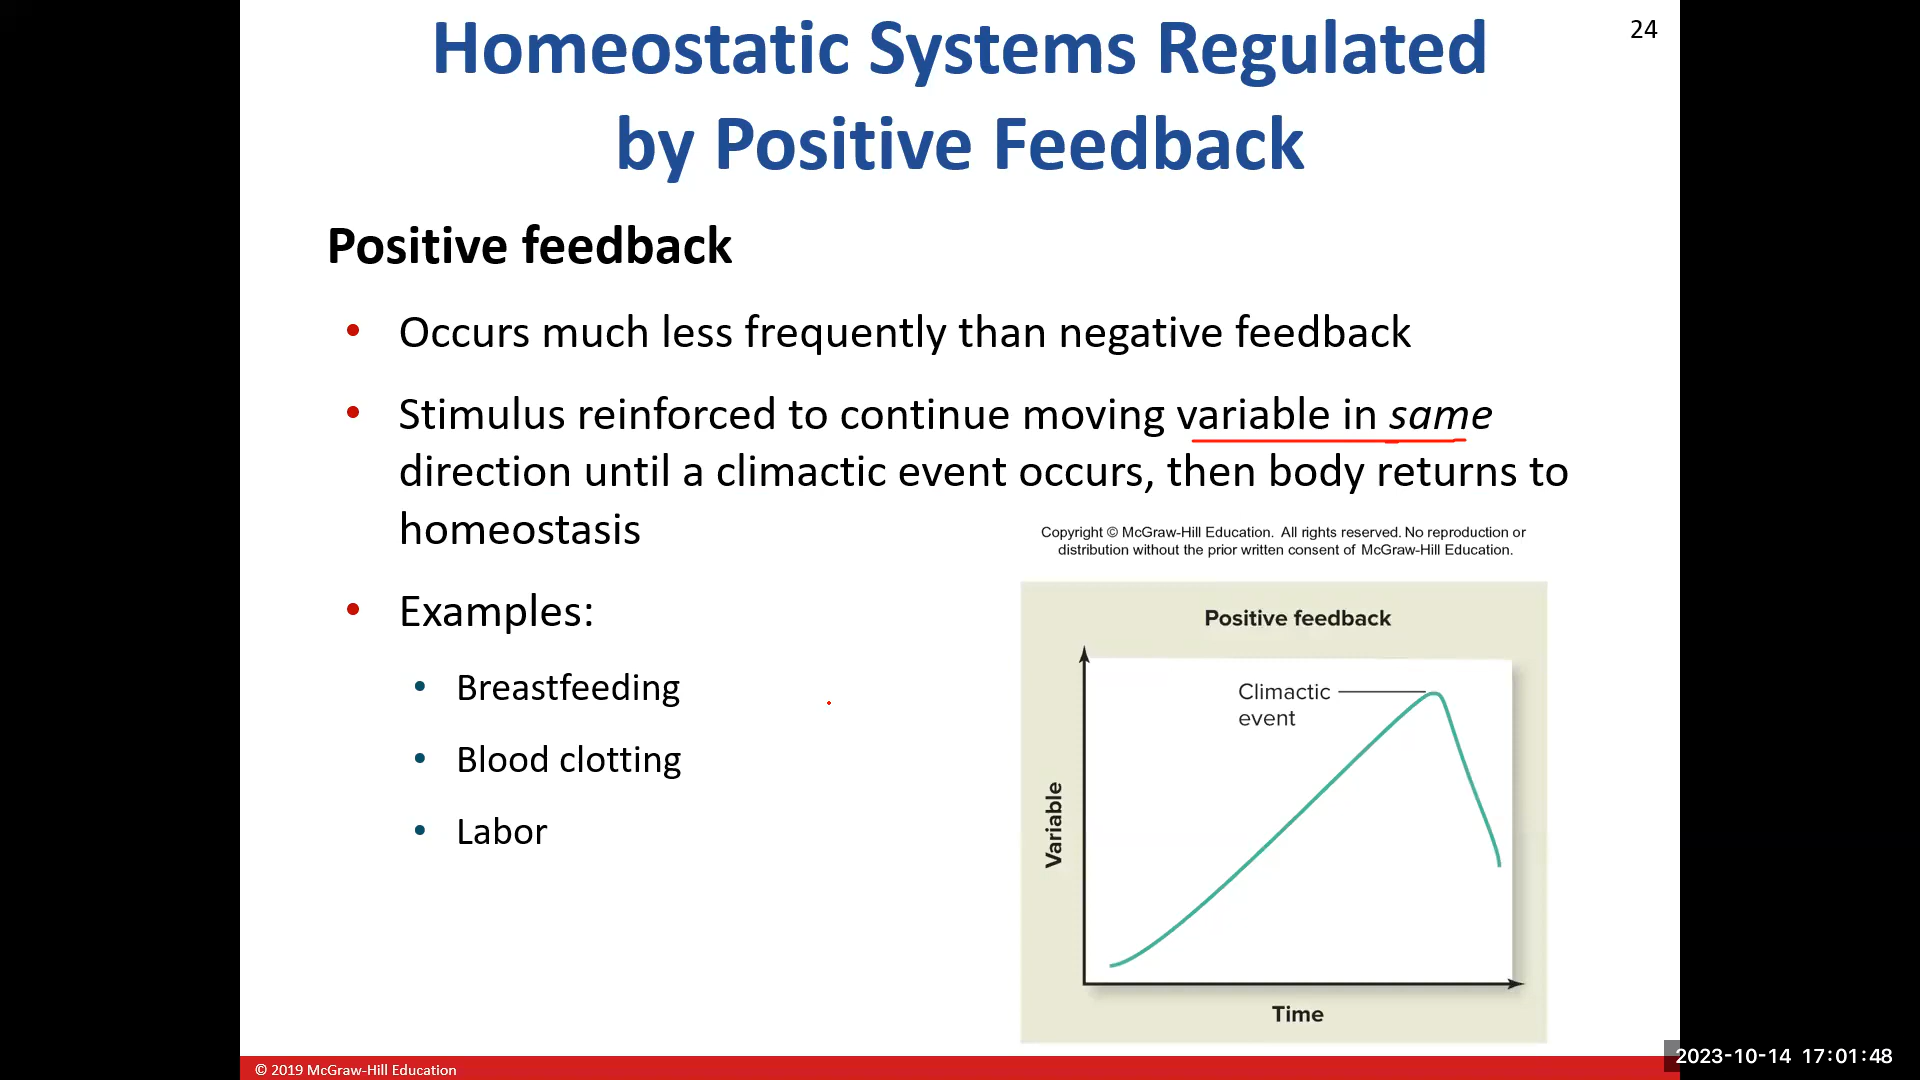 24
Homeostatic Systems Regulated
by Positive Feedback
Positive feedback
• Occurs much less frequently than negative feedback
• Stimulus reinforced to continue moving variable in same
direction until a climactic event occurs, then body returns to
homeostasis
• Examples:
• Breastfeeding
• Blood clotting
• Labor
Copyright © McGraw-Hill Education. All rights reserved. No reproduction or
distribution without the prior written consent of McGraw-Hill Education.
Positive feedback
Climactic
event
Variable
Time
© 2019 McGraw-Hill Education
2023-10-14 17:01:48